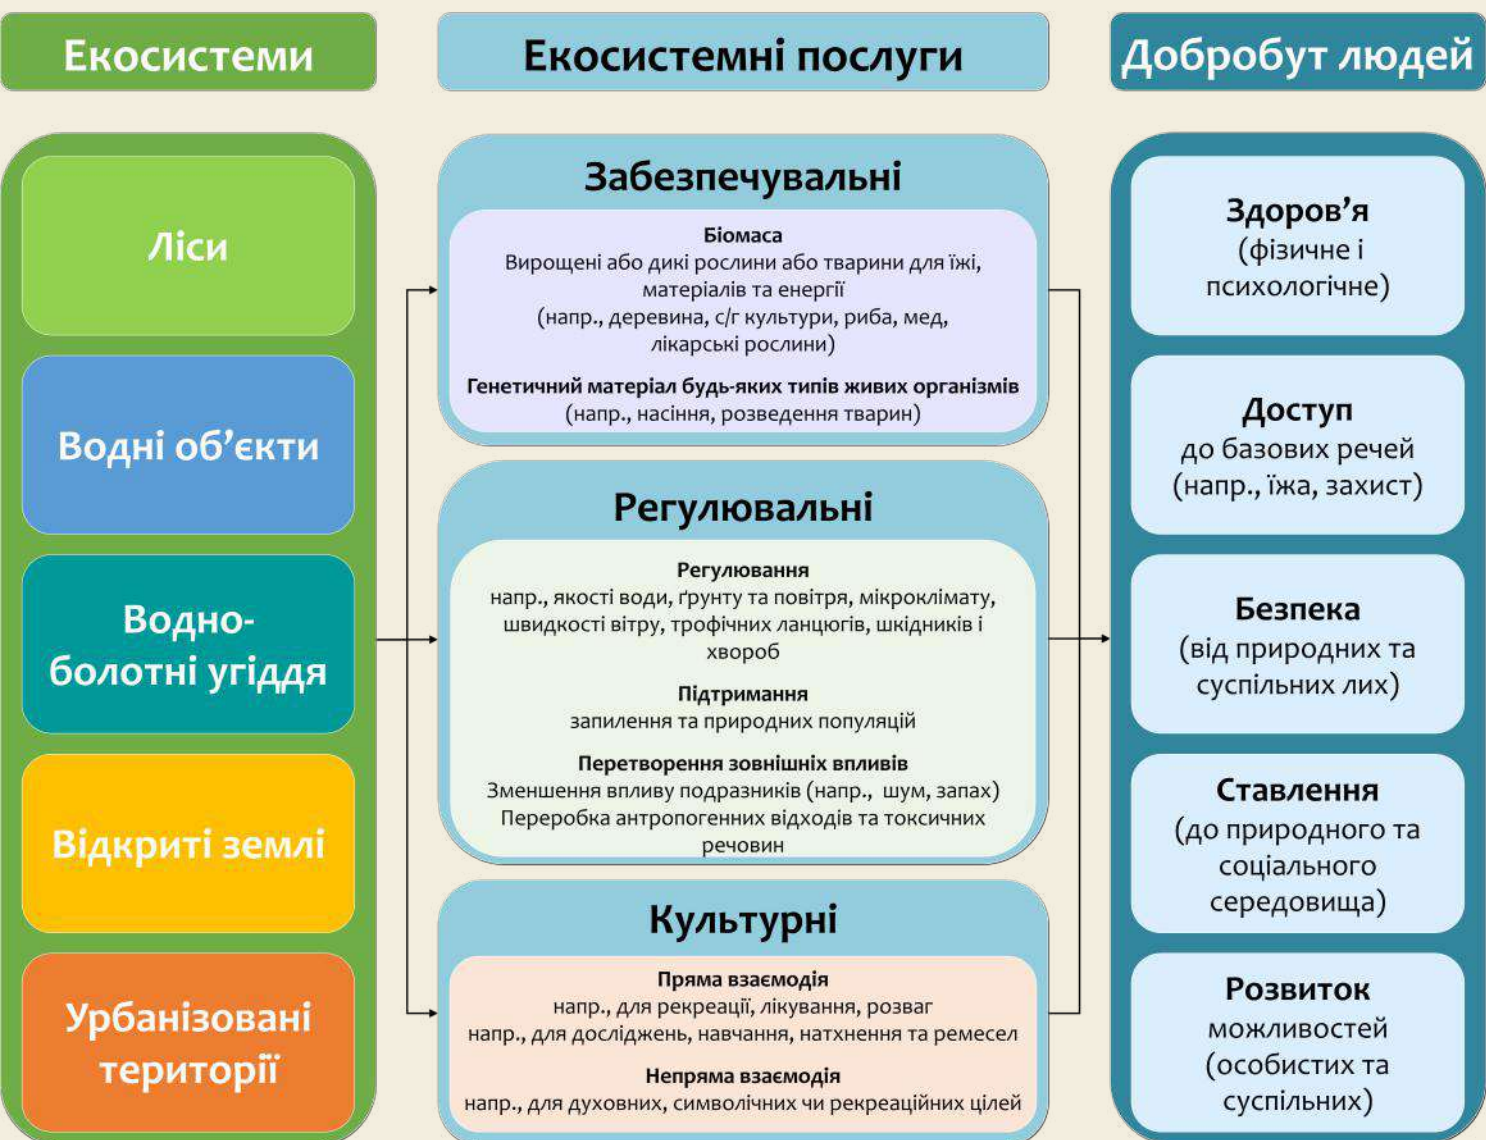 Екосистеми
Екосистемні послуги
Добробут людей
Ліси
Водні об’єкти
Водно-
болотні угіддя
Відкриті землі
Урбанізовані
території
Забезпечувальні
Біомаса
Вирощені або дикі рослини або тварини для їжі,
матеріалів та енергії
(напр., деревина, с/г культури, риба, мед,
лікарські рослини)
Генетичний матеріал будь-яких типів живих організмів
(напр., насіння, розведення тварин)
Регулювальні
Регулювання
напр., якості води, ґрунту та повітря, мікроклімату,
швидкості вітру, трофічних ланцюгів, шкідників і
хвороб
Підтримання
запилення та природних популяцій
Перетворення зовнішніх впливів
Зменшення впливу подразників (напр., шум, запах)
Переробка антропогенних відходів та токсичних
речовин
Культурні
Пряма взаємодія
напр., для рекреації, лікування, розваг
напр., для досліджень, навчання, натхнення та ремесел
Непряма взаємодія
напр., для духовних, символічних чи рекреаційних цілей
Здоров’я
(фізичне і
психологічне)
Доступ
до базових речей
(напр., їжа, захист)
Безпека
(від природних та
суспільних лих)
Ставлення
(до природного та
соціального
середовища)
Розвиток
можливостей
(особистих та
суспільних)